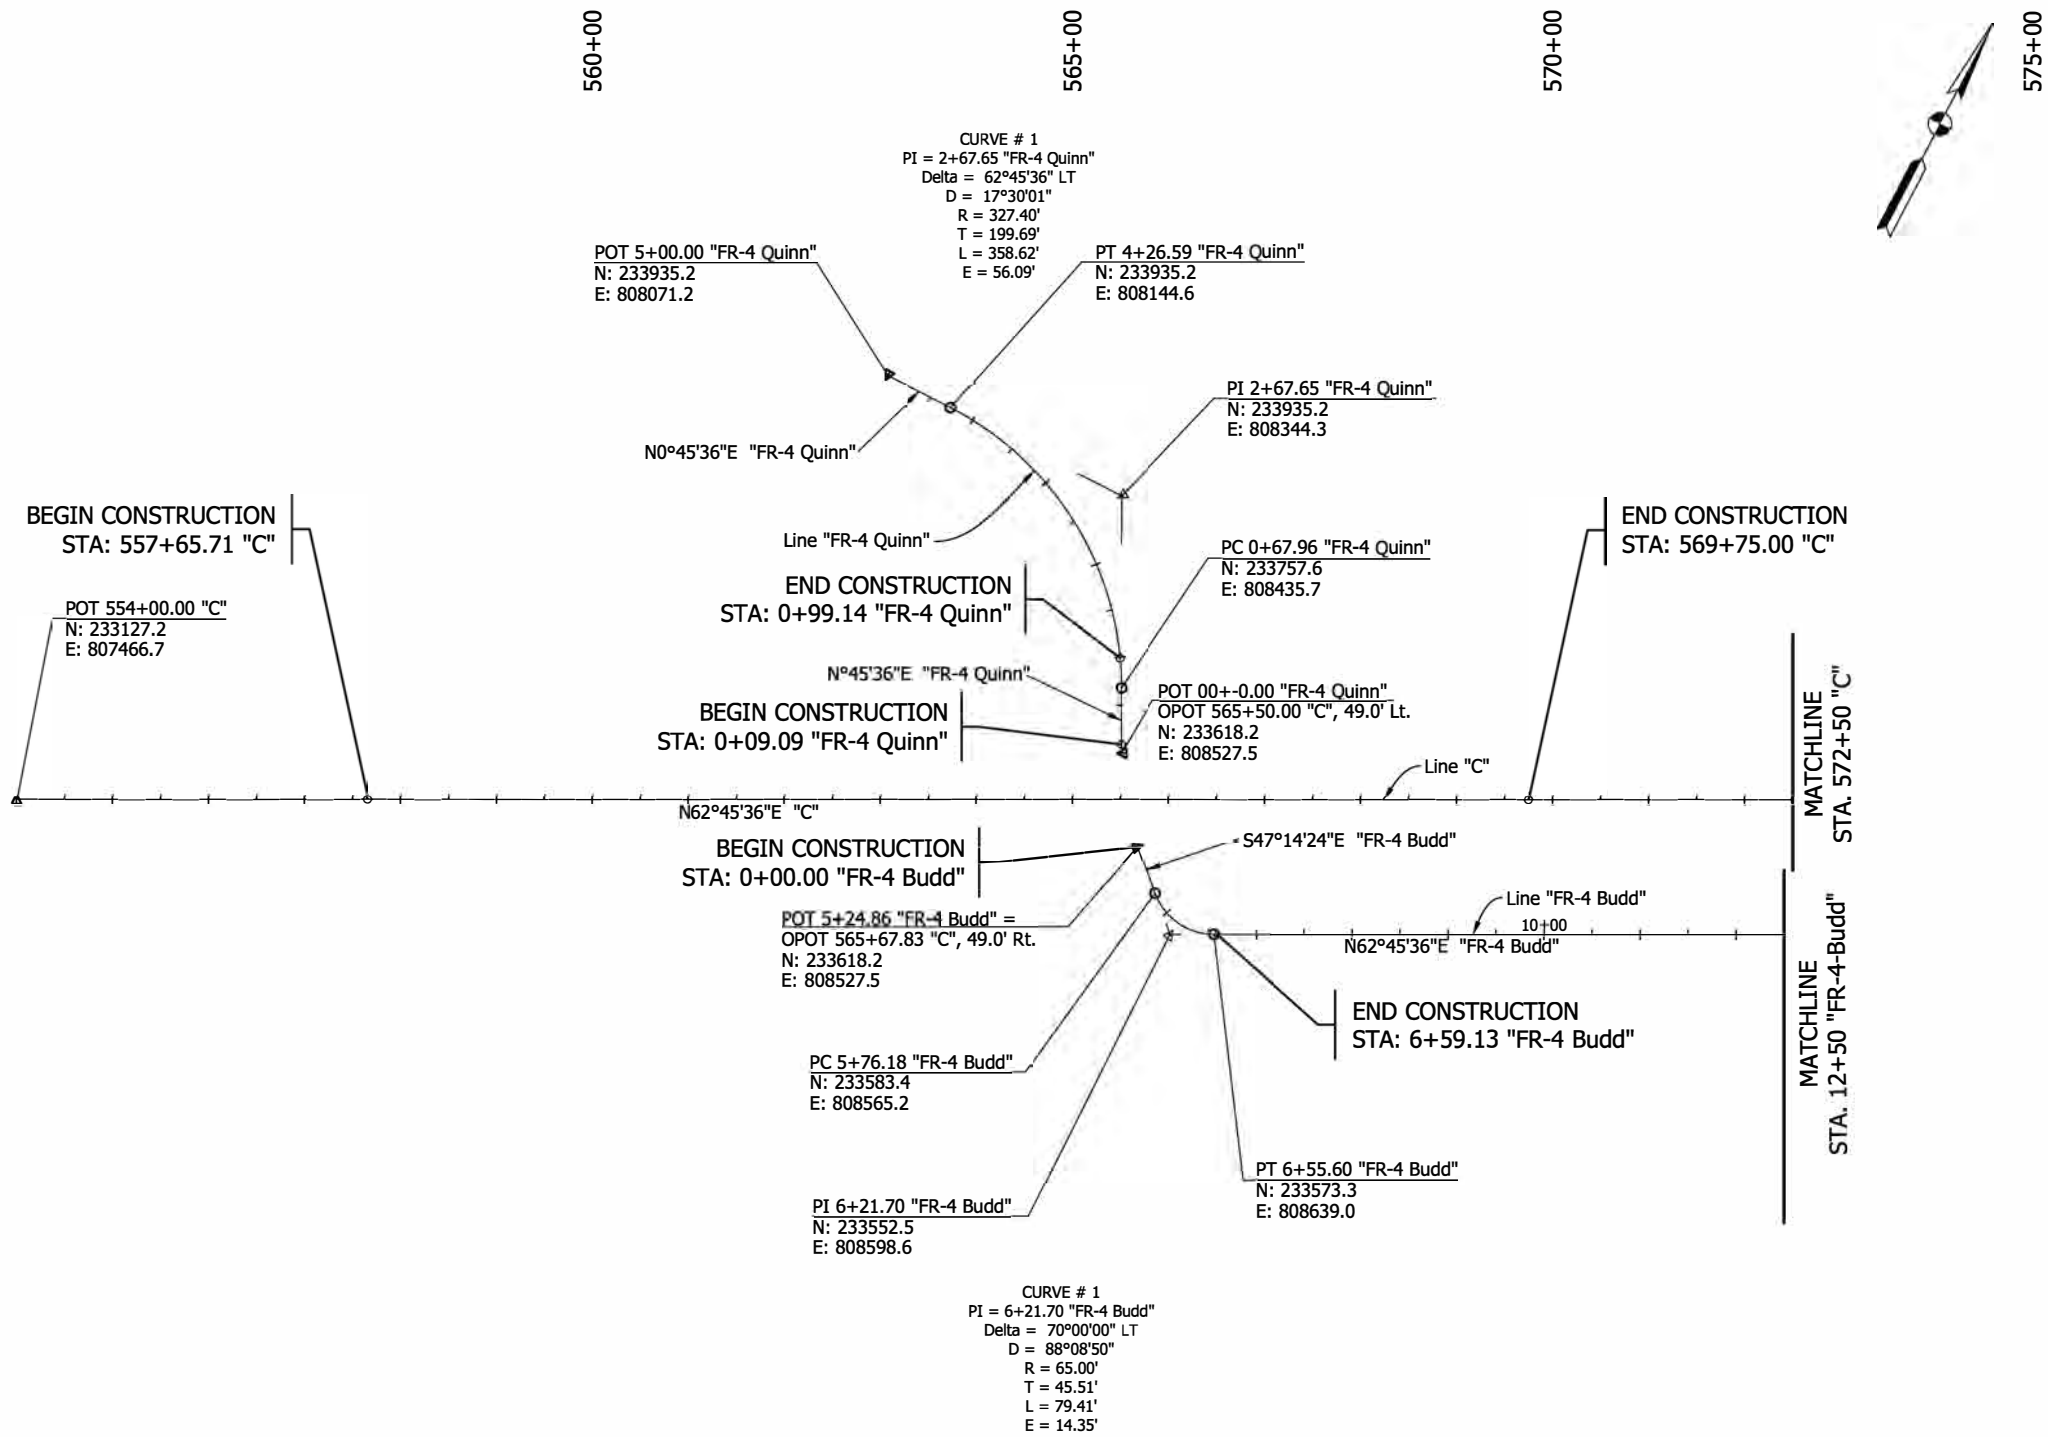 560+00
565+00
570+00
575+00
CURVE # 1
PI = 2+67.65 "FR-4 Quinn"
Delta = 62°45'36" LT
D = 17°30'01"
R = 327.40'
T = 199.69'
L = 358.62'
E = 56.09'
POT 5+00.00 "FR-4 Quinn"
N: 233935.2
E: 808071.2
PT 4+26.59 "FR-4 Quinn"
N: 233935.2
E: 808144.6
PI 2+67.65 "FR-4 Quinn"
N: 233935.2
E: 808344.3
N0°45'36"E "FR-4 Quinn"
BEGIN CONSTRUCTION
STA: 557+65.71 "C"
END CONSTRUCTION
STA: 569+75.00 "C"
Line "FR-4 Quinn"
PC 0+67.96 "FR-4 Quinn"
N: 233757.6
E: 808435.7
END CONSTRUCTION
STA: 0+99.14 "FR-4 Quinn"
POT 554+00.00 "C"
N: 233127.2
E: 807466.7
N°45'36"E "FR-4 Quinn"
POT 00+-0.00 "FR-4 Quinn"
OPOT 565+50.00 "C", 49.0' Lt.
N: 233618.2
E: 808527.5
BEGIN CONSTRUCTION
STA: 0+09.09 "FR-4 Quinn"
Line "C"
MATCHLINE
STA. 572+50 "C"
N62°45'36"E "C"
BEGIN CONSTRUCTION
STA: 0+00.00 "FR-4 Budd"
S47°14'24"E "FR-4 Budd"
POT 5+24.86 "FR-4 Budd" =
OPOT 565+67.83 "C", 49.0' Rt.
N: 233618.2
E: 808527.5
Line "FR-4 Budd"
10+00
N62°45'36"E "FR-4 Budd"
MATCHLINE
STA. 12+50 "FR-4-Budd"
END CONSTRUCTION
STA: 6+59.13 "FR-4 Budd"
PC 5+76.18 "FR-4 Budd"
N: 233583.4
E: 808565.2
PT 6+55.60 "FR-4 Budd"
N: 233573.3
E: 808639.0
PI 6+21.70 "FR-4 Budd"
N: 233552.5
E: 808598.6
CURVE # 1
PI = 6+21.70 "FR-4 Budd"
Delta = 70°00'00" LT
D = 88°08'50"
R = 65.00'
T = 45.51'
L = 79.41'
E = 14.35'